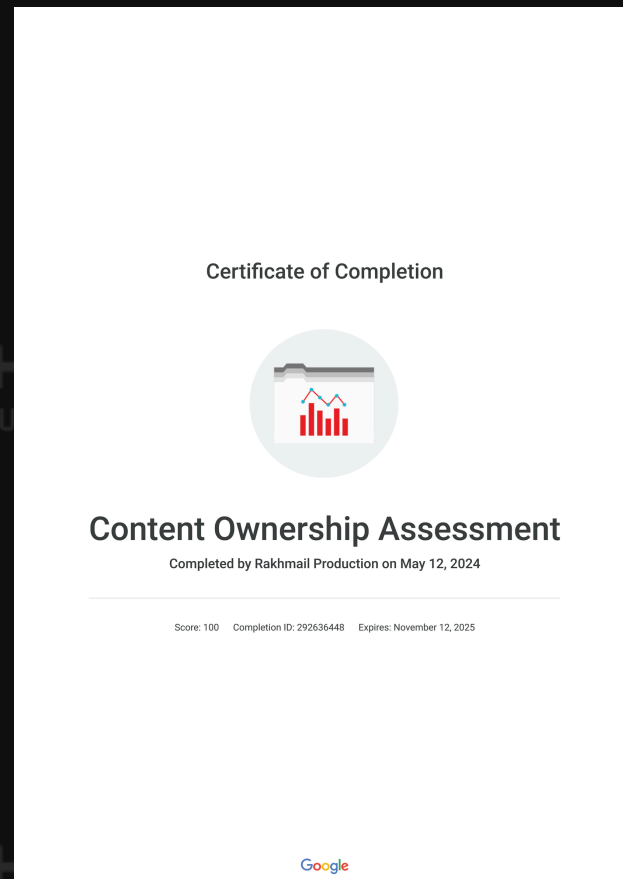 Certificate of Completion
Content Ownership Assessment
Completed by Rakhmail Production on May 12, 2024
Score: 100 Completion ID: 292636448 Expires: November 12, 2025
Google